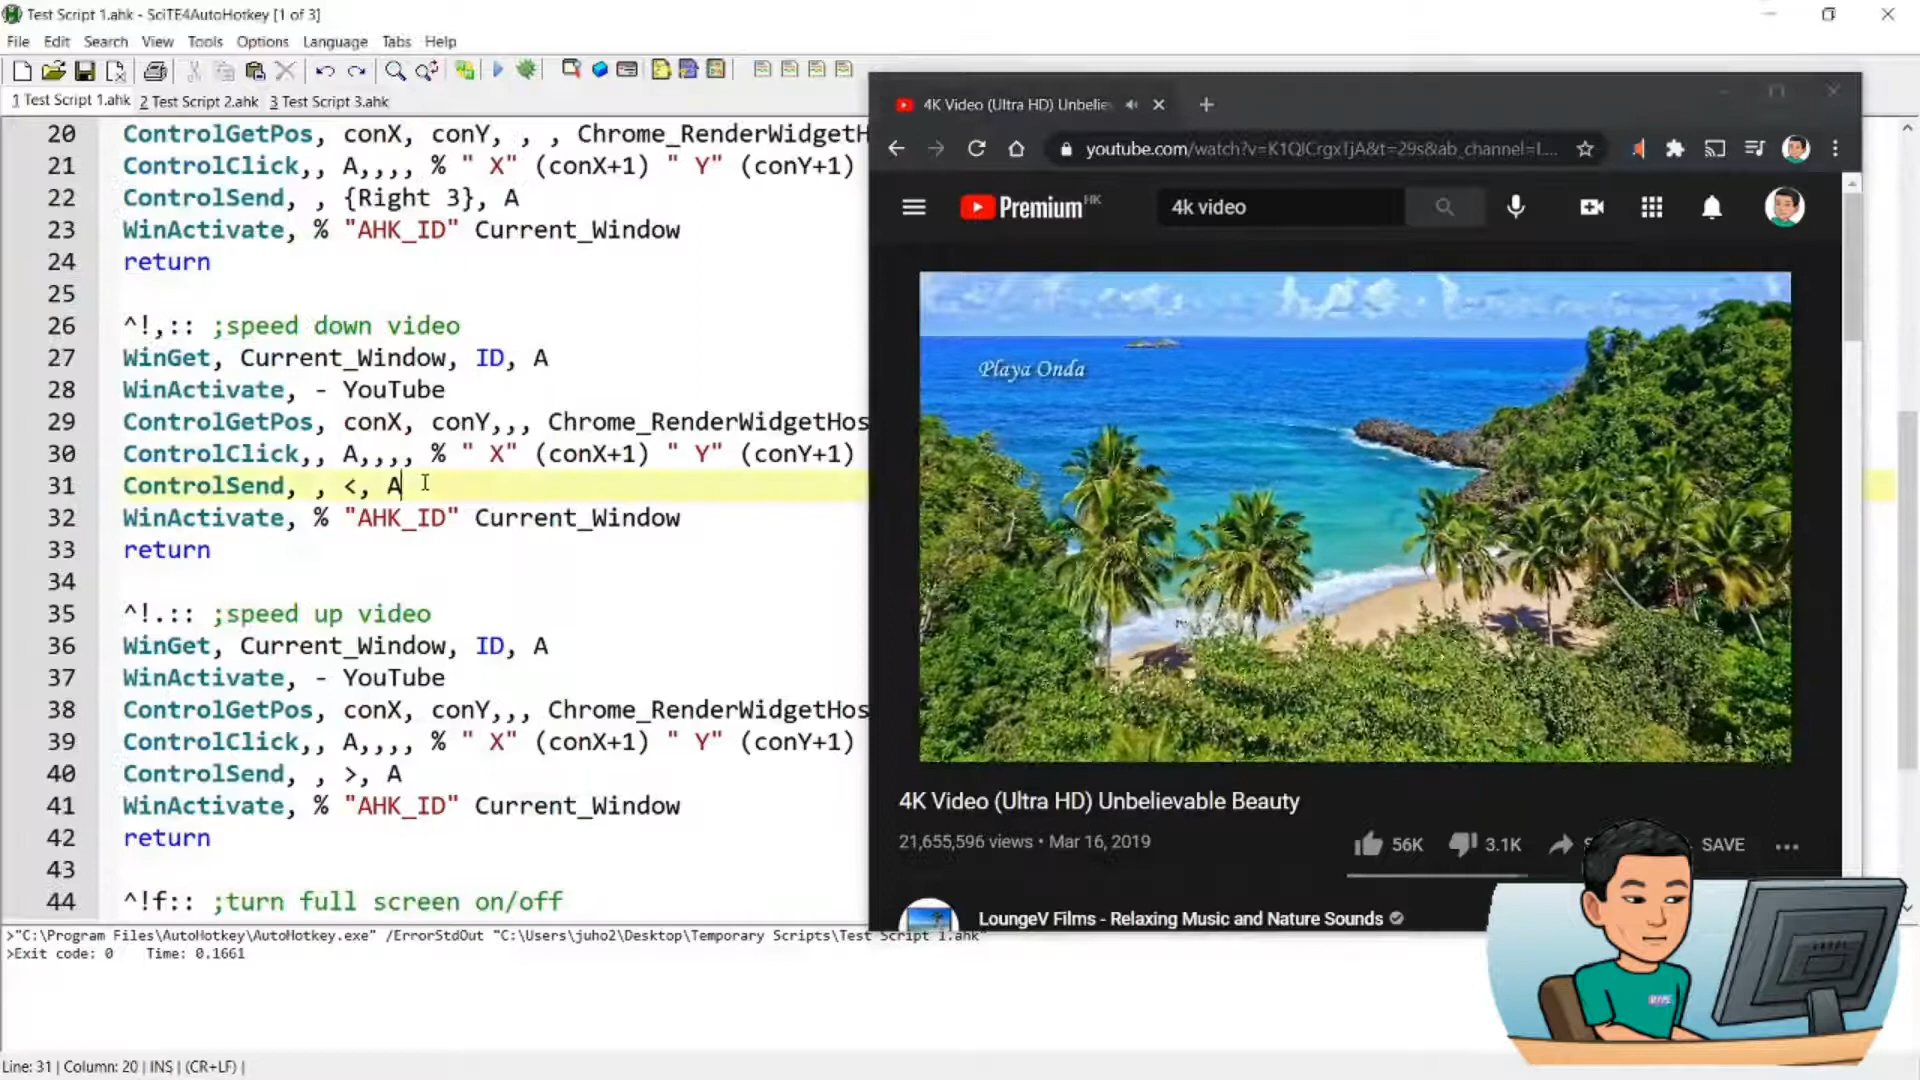 Test Script 1.ahk - SciTE4AutoHotkey [1 of 3]
File Edit Search View Tools Options Language Tabs Help
1 Test Script 1.ahk 2 Test Script 2.ahk 3 Test Script 3.ahk
20 ControlGetPos, conX, conY, , , Chrome_RenderWidgetH
21 ControlClick,, A,,,, % " X" (conX+1) " Y" (conY+1)
22 ControlSend, , {Right 3}, A
23 WinActivate, % "AHK_ID" Current_Window
24 return
25
26 ^!,:: ;speed down video
27 WinGet, Current_Window, ID, A
28 WinActivate, - YouTube
29 ControlGetPos, conX, conY,,, Chrome_RenderWidgetHos
30 ControlClick,, A,,,, % " X" (conX+1) " Y" (conY+1)
31 ControlSend, , <, A
32 WinActivate, % "AHK_ID" Current_Window
33 return
34
35 ^!.:: ;speed up video
36 WinGet, Current_Window, ID, A
37 WinActivate, - YouTube
38 ControlGetPos, conX, conY,,, Chrome_RenderWidgetHos
39 ControlClick,, A,,,, % " X" (conX+1) " Y" (conY+1)
40 ControlSend, , >, A
41 WinActivate, % "AHK_ID" Current_Window
42 return
43
44 ^!f:: ;turn full screen on/off
>"C:\Program Files\AutoHotkey\AutoHotkey.exe" /ErrorStdOut "C:\Users\juho2\Desktop\Temporary Scripts\Test Script 1.ahk"
>Exit code: 0 Time: 0.1661
Line: 31 | Column: 20 | INS | (CR+LF) |
4K Video (Ultra HD) Unbelie
youtube.com/watch?v=K1QICrgxTjA&t=29s&ab_channel=L...
Premium HK
4k video
Playa Onda
4K Video (Ultra HD) Unbelievable Beauty
21,655,596 views • Mar 16, 2019
56K 3.1K S SAVE
LoungeV Films - Relaxing Music and Nature Sounds